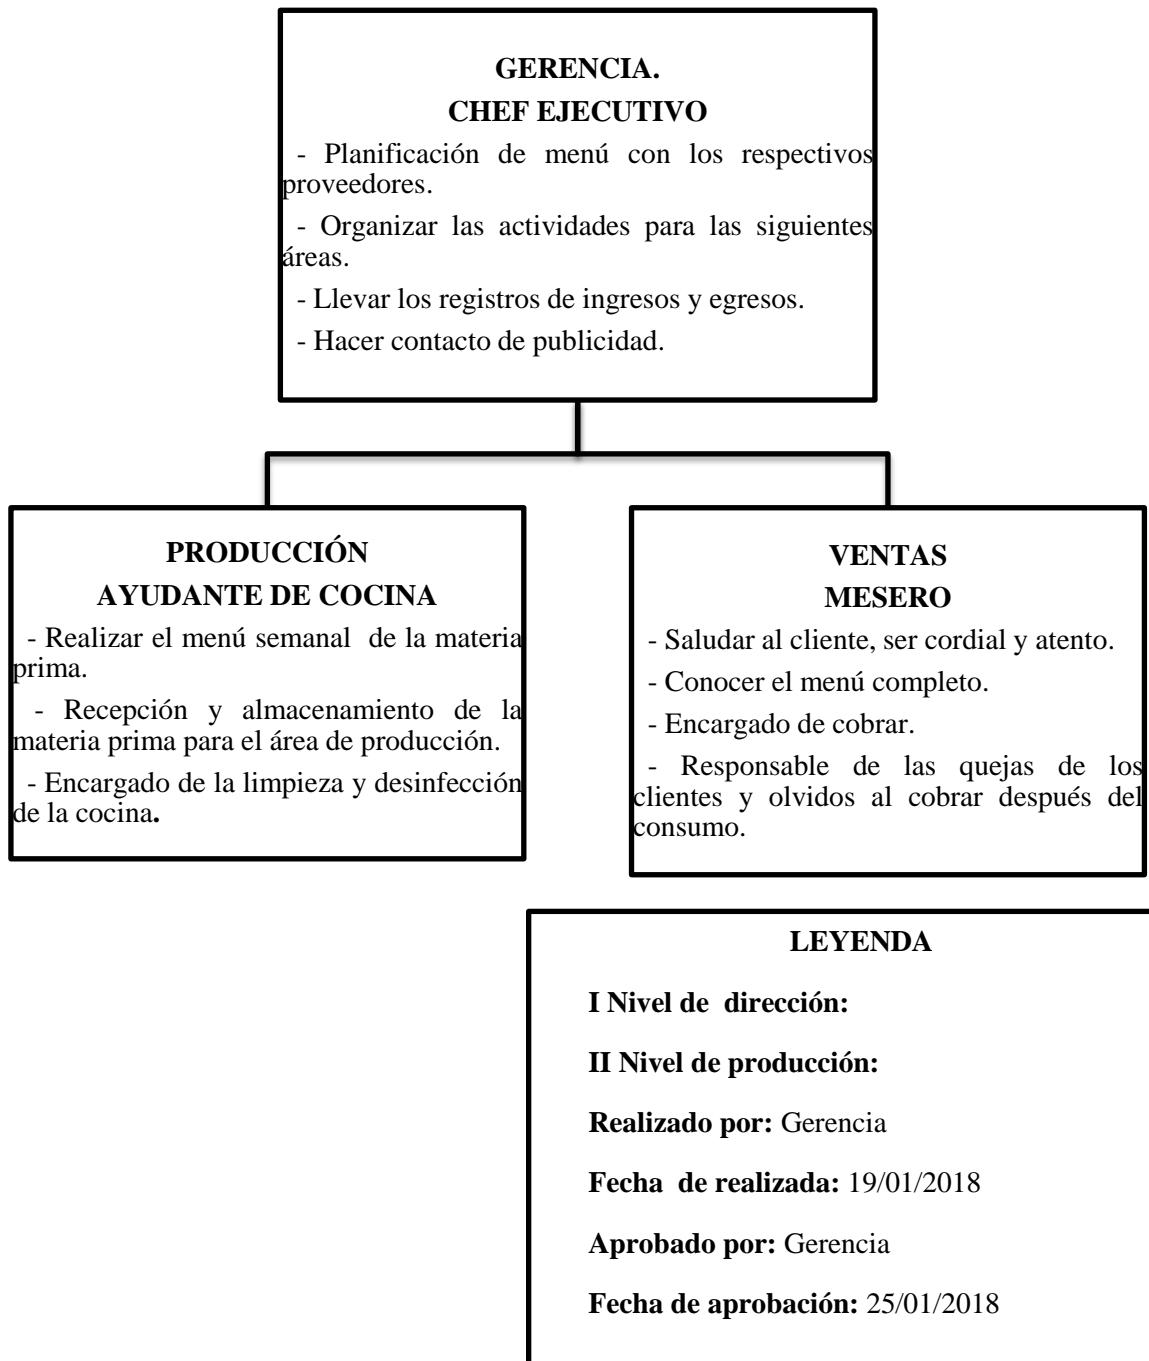 GERENCIA.
CHEF EJECUTIVO
- Planificación de menú con los respectivos
proveedores.
- Organizar las actividades para las siguientes
áreas.
- Llevar los registros de ingresos y egresos.
- Hacer contacto de publicidad.
PRODUCCIÓN
AYUDANTE DE COCINA
- Realizar el menú semanal de la materia
prima.
- Recepción y almacenamiento de la
materia prima para el área de producción.
- Encargado de la limpieza y desinfección
de la cocina.
VENTAS
MESERO
- Saludar al cliente, ser cordial y atento.
- Conocer el menú completo.
- Encargado de cobrar.
- Responsable de las quejas de los
clientes y olvidos al cobrar después del
consumo.
LEYENDA
I Nivel de dirección:
II Nivel de producción:
Realizado por: Gerencia
Fecha de realizada: 19/01/2018
Aprobado por: Gerencia
Fecha de aprobación: 25/01/2018